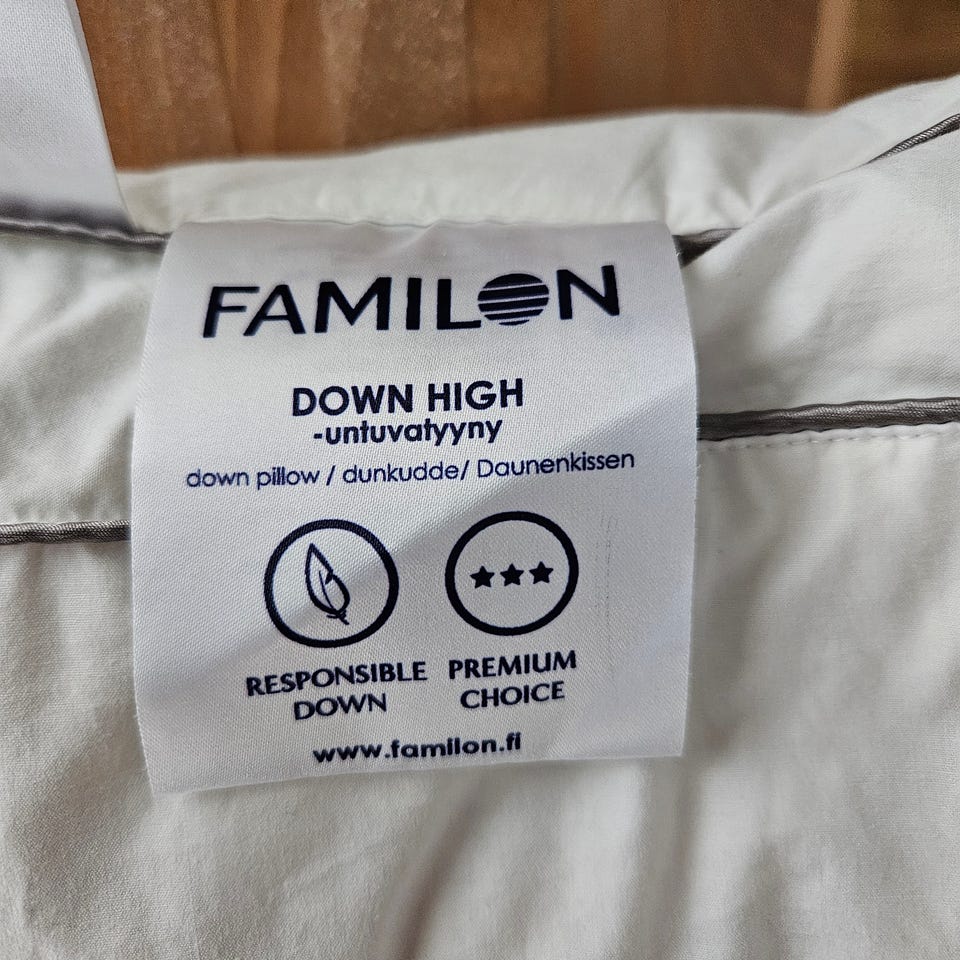 FAMILON
DOWN HIGH
-untuvatyyny
down pillow / dunkudde/ Daunenkissen
RESPONSIBLE PREMIUM
DOWN CHOICE
www.familon.fi